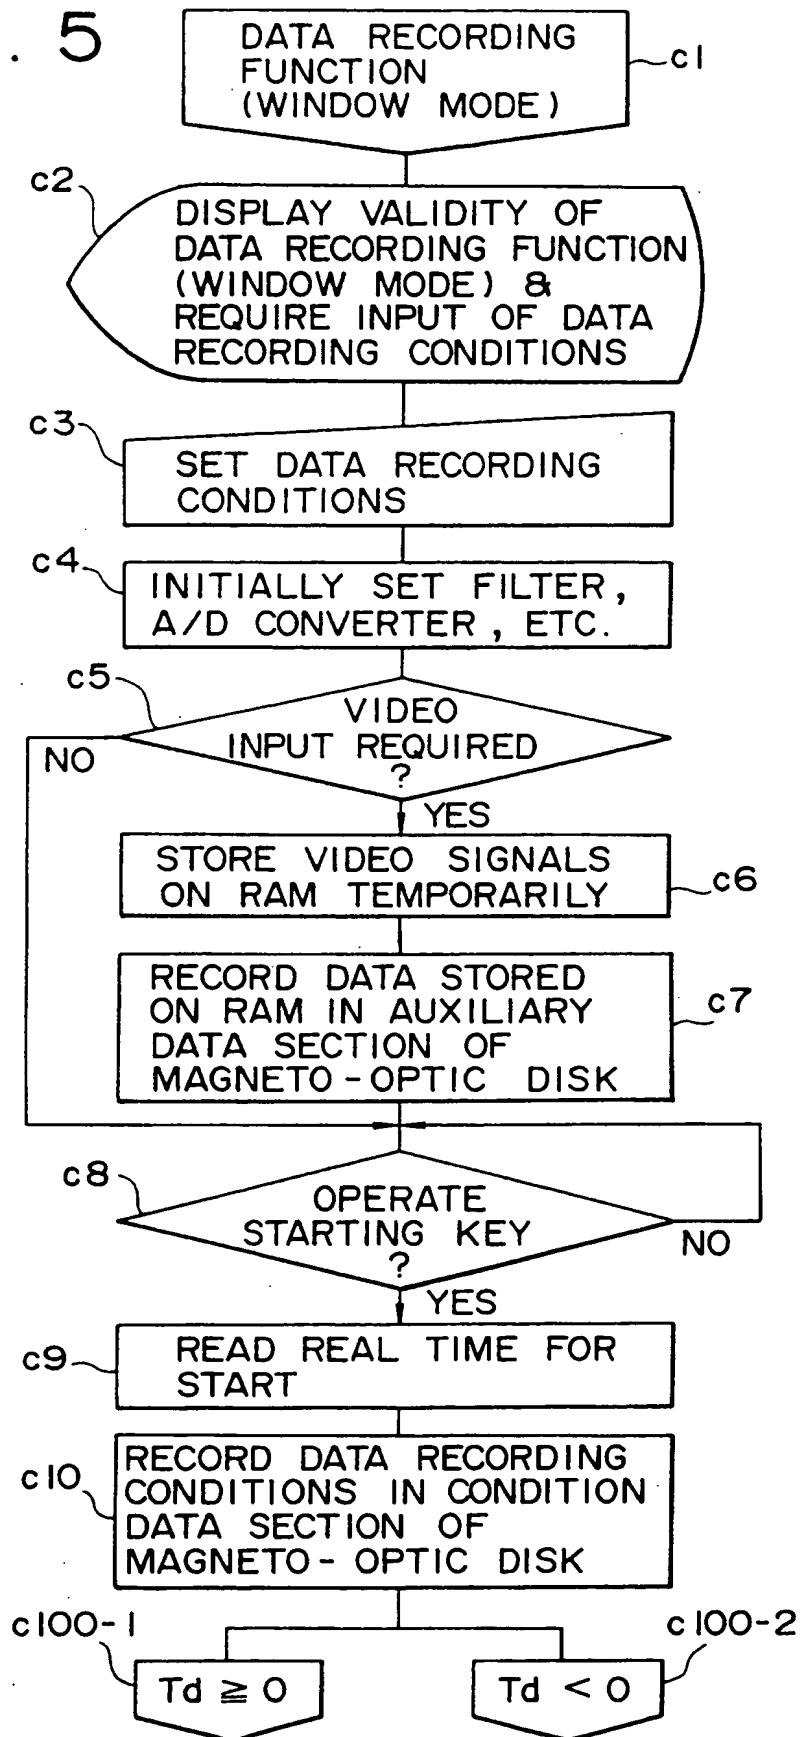 . 5
DATA RECORDING
FUNCTION
(WINDOW MODE)
c1
c2
DISPLAY VALIDITY OF
DATA RECORDING FUNCTION
(WINDOW MODE) &
REQUIRE INPUT OF DATA
RECORDING CONDITIONS
c3
SET DATA RECORDING
CONDITIONS
c4
INITIALLY SET FILTER,
A/D CONVERTER, ETC.
c5
VIDEO
INPUT REQUIRED
?
NO
YES
STORE VIDEO SIGNALS
ON RAM TEMPORARILY
c6
RECORD DATA STORED
ON RAM IN AUXILIARY
DATA SECTION OF
MAGNETO-OPTIC DISK
c7
c8
OPERATE
STARTING KEY
?
NO
YES
c9
READ REAL TIME FOR
START
c10
RECORD DATA RECORDING
CONDITIONS IN CONDITION
DATA SECTION OF
MAGNETO-OPTIC DISK
c100-1
c100-2
Td ≧ 0
Td < 0